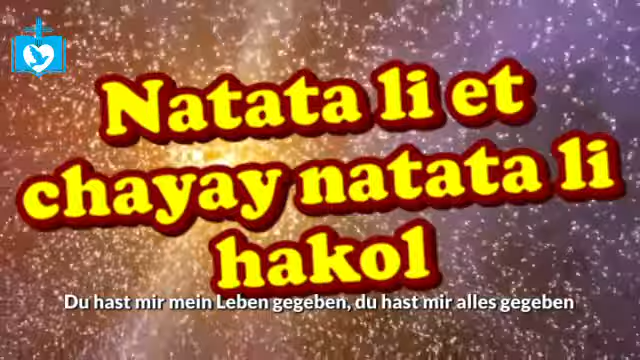 Natata li et
chayay natata li
hakol
Du hast mir mein Leben gegeben, du hast mir alles gegeben